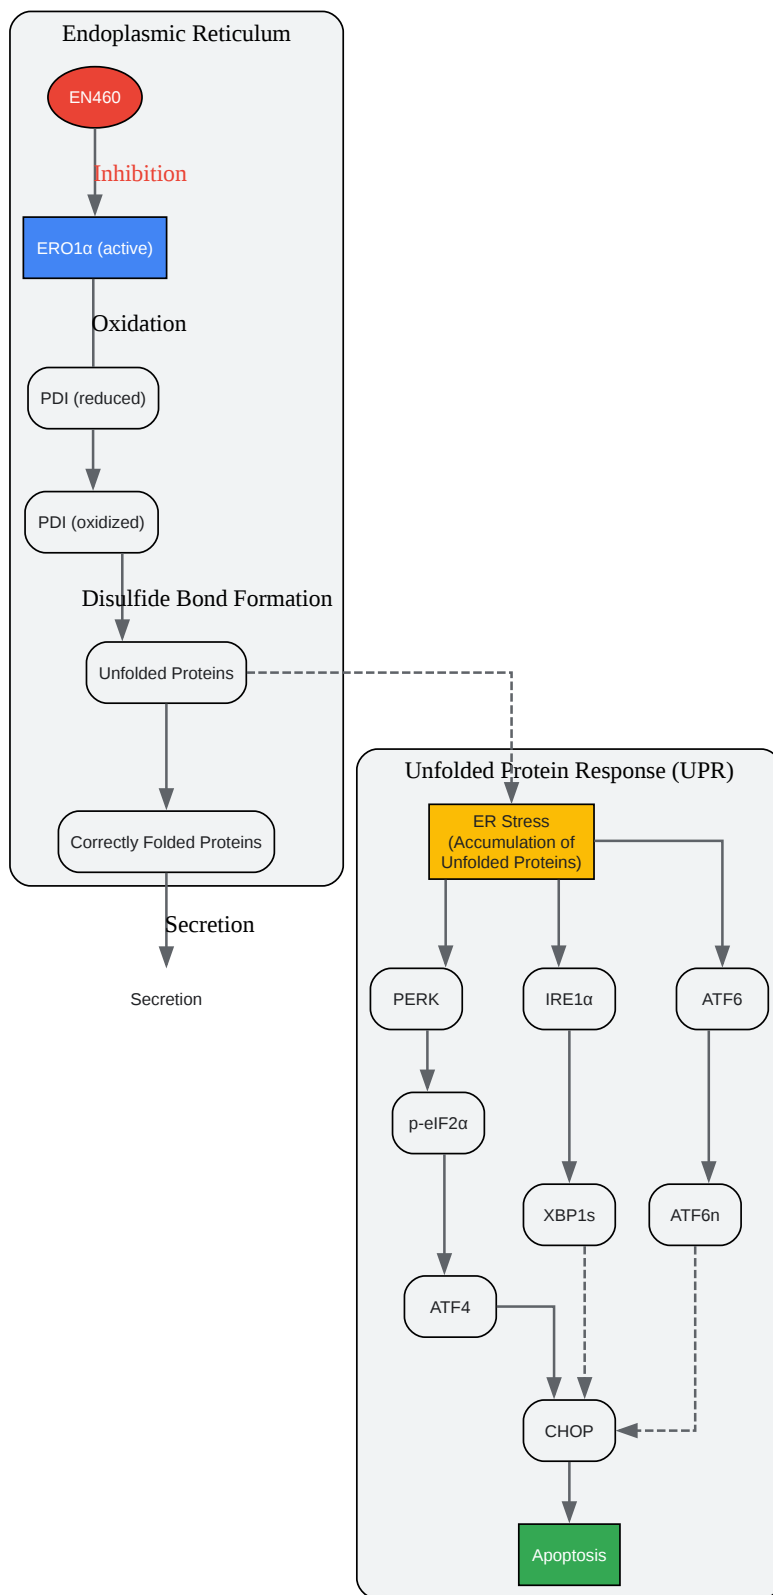 Endoplasmic Reticulum
EN460
Inhibition
ERO1α (active)
Oxidation
PDI (reduced)
PDI (oxidized)
Disulfide Bond Formation
Unfolded Proteins
Correctly Folded Proteins
Secretion
Secretion
Unfolded Protein Response (UPR)
ER Stress
(Accumulation of
Unfolded Proteins)
PERK
IRE1α
ATF6
p-eIF2α
XBP1s
ATF6n
ATF4
CHOP
Apoptosis